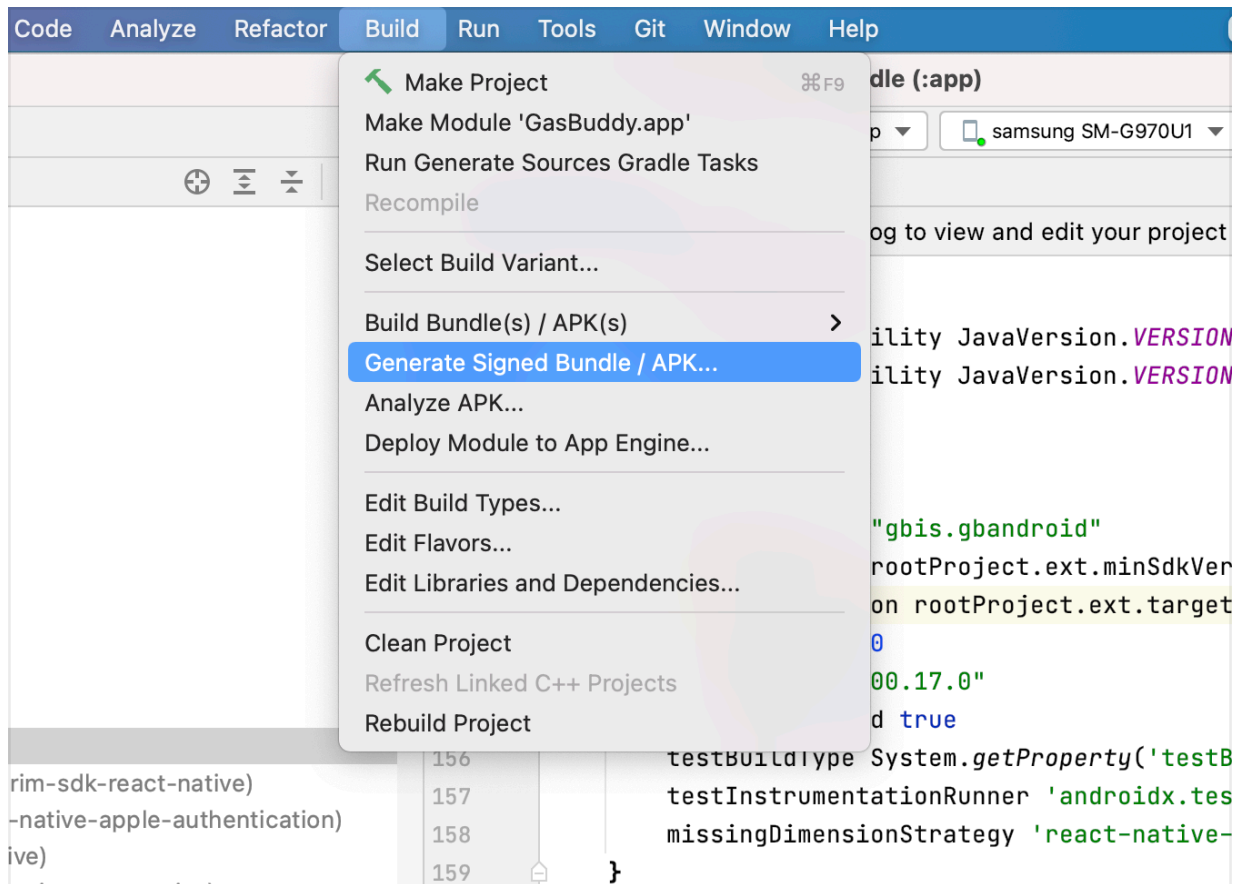 Code Analyze Refactor Build Run Tools Git Window Help
dle (:app)
Make Project ⌘F9
Make Module 'GasBuddy.app'
p samsung SM-G970U1
Run Generate Sources Gradle Tasks
Recompile
og to view and edit your project
Select Build Variant...
Build Bundle(s) / APK(s)
ility JavaVersion.VERSION
Generate Signed Bundle / APK...
ility JavaVersion.VERSION
Analyze APK...
Deploy Module to App Engine...
Edit Build Types...
"gbis.gbandroid"
Edit Flavors...
rootProject.ext.minSdkVer
Edit Libraries and Dependencies...
on rootProject.ext.target
Clean Project
0
Refresh Linked C++ Projects
00.17.0"
Rebuild Project
d true
156 testBuildType System.getProperty('testB
rim-sdk-react-native)
157 testInstrumentationRunner 'androidx.tes
-native-apple-authentication)
158 missingDimensionStrategy 'react-native-
ive)
159 }